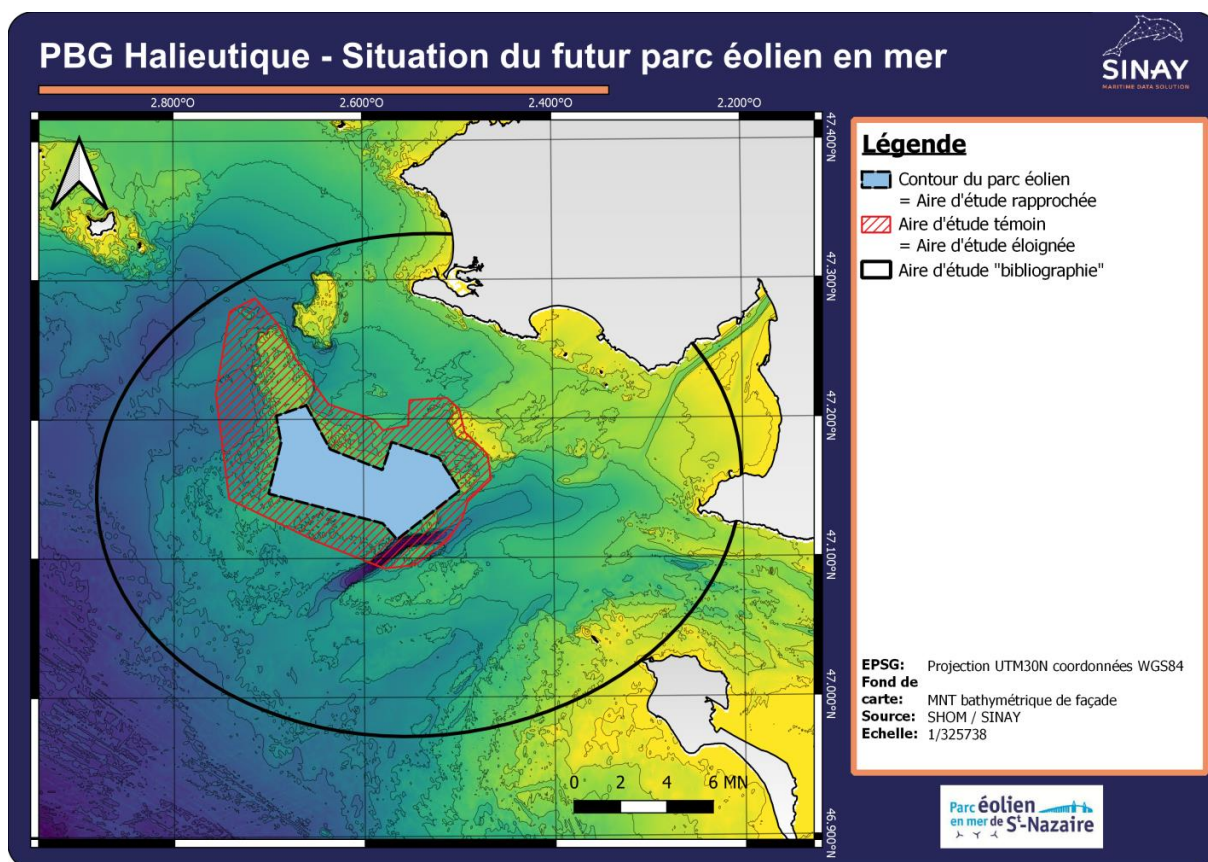 PBG Halieutique - Situation du futur parc éolien en mer
SINAY
MARITIME DATA SOLUTION
2.800°O
2.600°O
2.400°O
2.200°O
47.400°N
47.300°N
47.200°N
47.100°N
47.000°N
46.900°N
0 2 4 6 MN
Légende
Contour du parc éolien
= Aire d'étude rapprochée
Aire d'étude témoin
= Aire d'étude éloignée
Aire d'étude "bibliographie"
EPSG: Projection UTM30N coordonnées WGS84
Fond de
carte: MNT bathymétrique de façade
Source: SHOM / SINAY
Echelle: 1/325738
Parc éolien
en mer de St-Nazaire